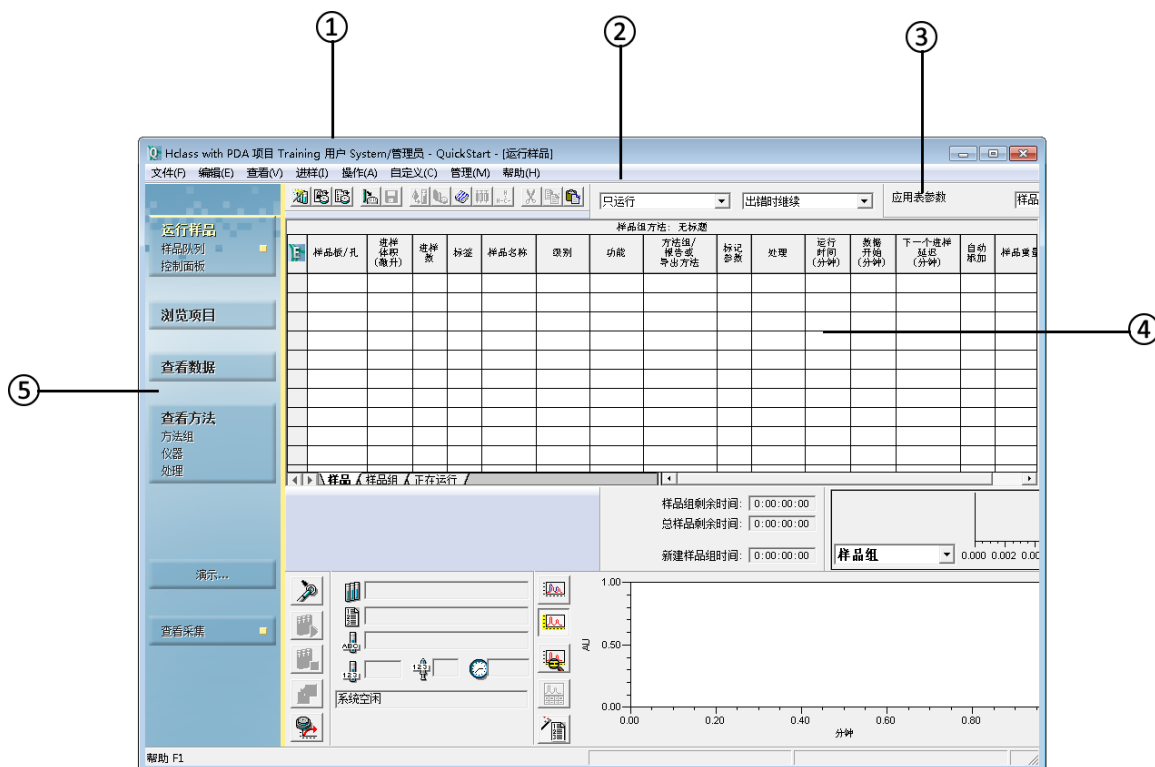 ①
②
③
Hclass with PDA 项目 Training 用户 System/管理员 - QuickStart - [运行样品]
文件(F) 编辑(E) 查看(V) 进样(I) 操作(A) 自定义(C) 管理(M) 帮助(H)
只运行 出错时继续 应用表参数 样品
样品组方法: 无标题
样品板/孔 进样体积(微升) 进样数 标签 样品名称 级别 功能 方法组/报告或导出方法 标记参数 处理 运行时间(分钟) 数据开始(分钟) 下一个进样延迟(分钟) 自动添加 样品重量
运行样品
样品队列
控制面板
浏览项目
查看数据
查看方法
方法组
仪器
处理
演示...
查看采集
④
⑤
样品 样品组 正在运行
样品组剩余时间: 0:00:00:00
总样品剩余时间: 0:00:00:00
新建样品组时间: 0:00:00:00
样品组
0.000 0.002 0.00
系统空闲
AU
1.00
0.50
0.00
0.00 0.20 0.40 0.60 0.80
分钟
帮助 F1